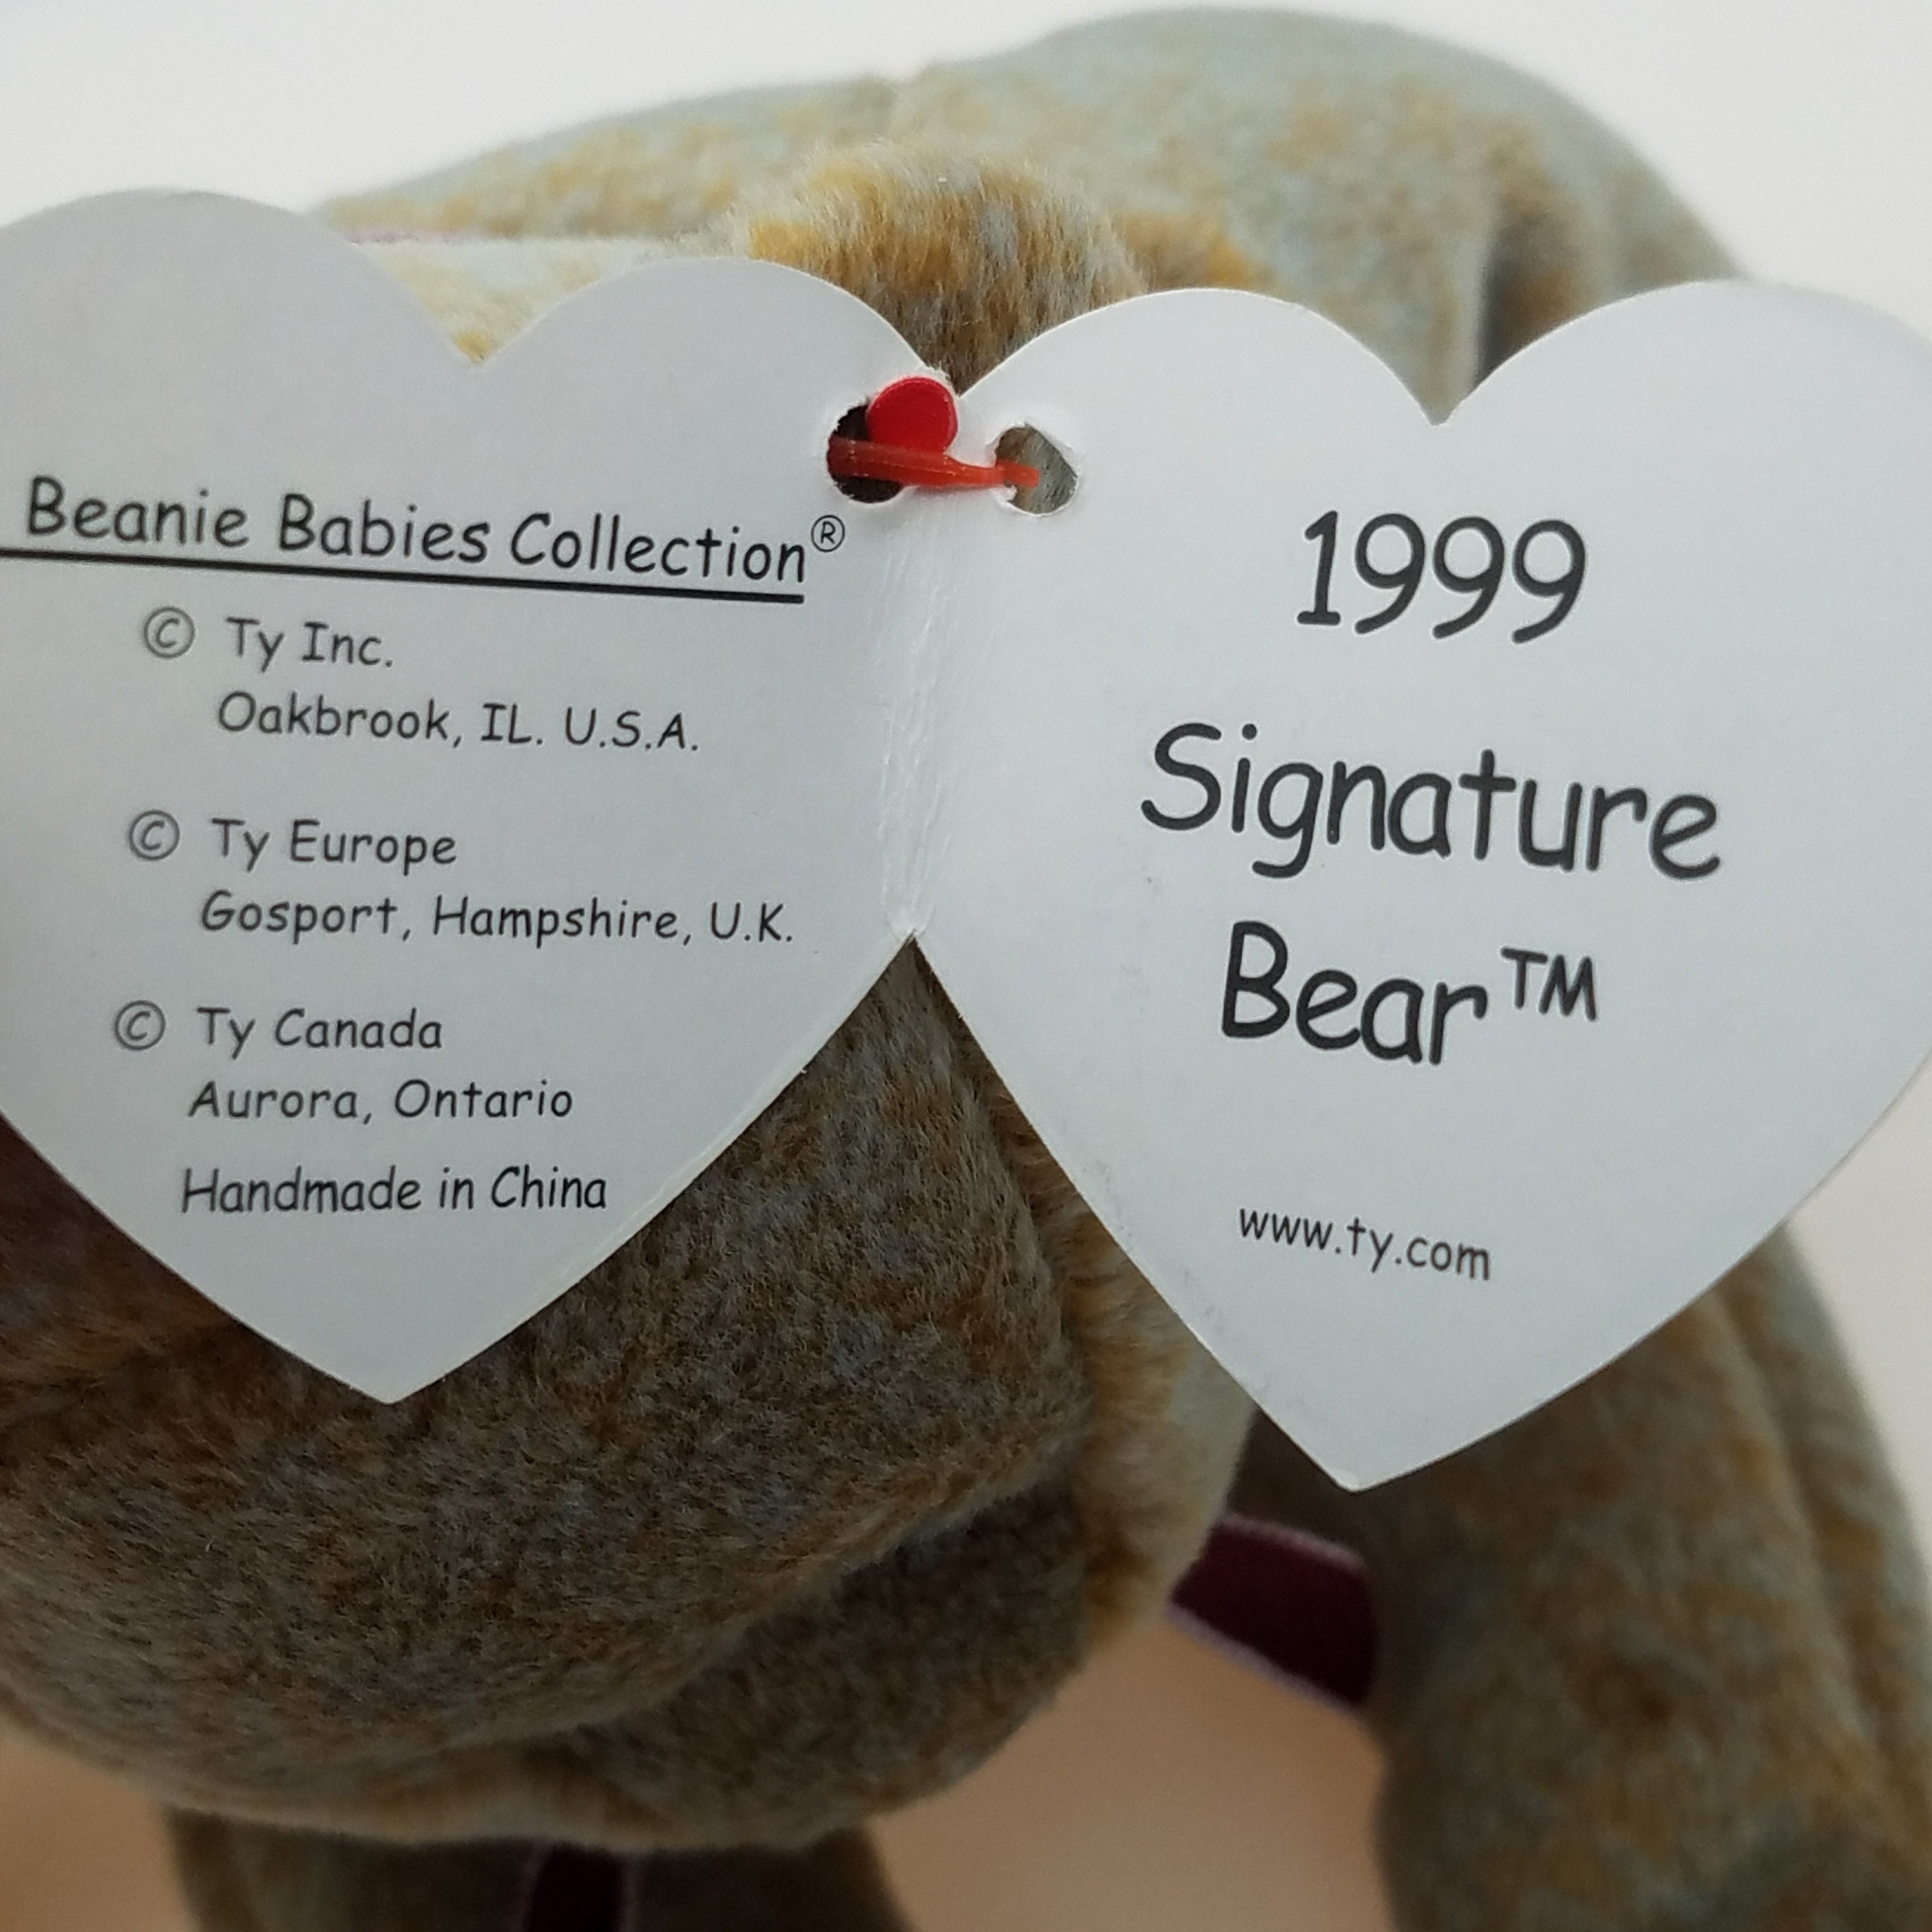 Beanie Babies Collection®
© Ty Inc.
Oakbrook, IL. U.S.A.
© Ty Europe
Gosport, Hampshire, U.K.
© Ty Canada
Aurora, Ontario
Handmade in China
1999
Signature
Bear™
www.ty.com